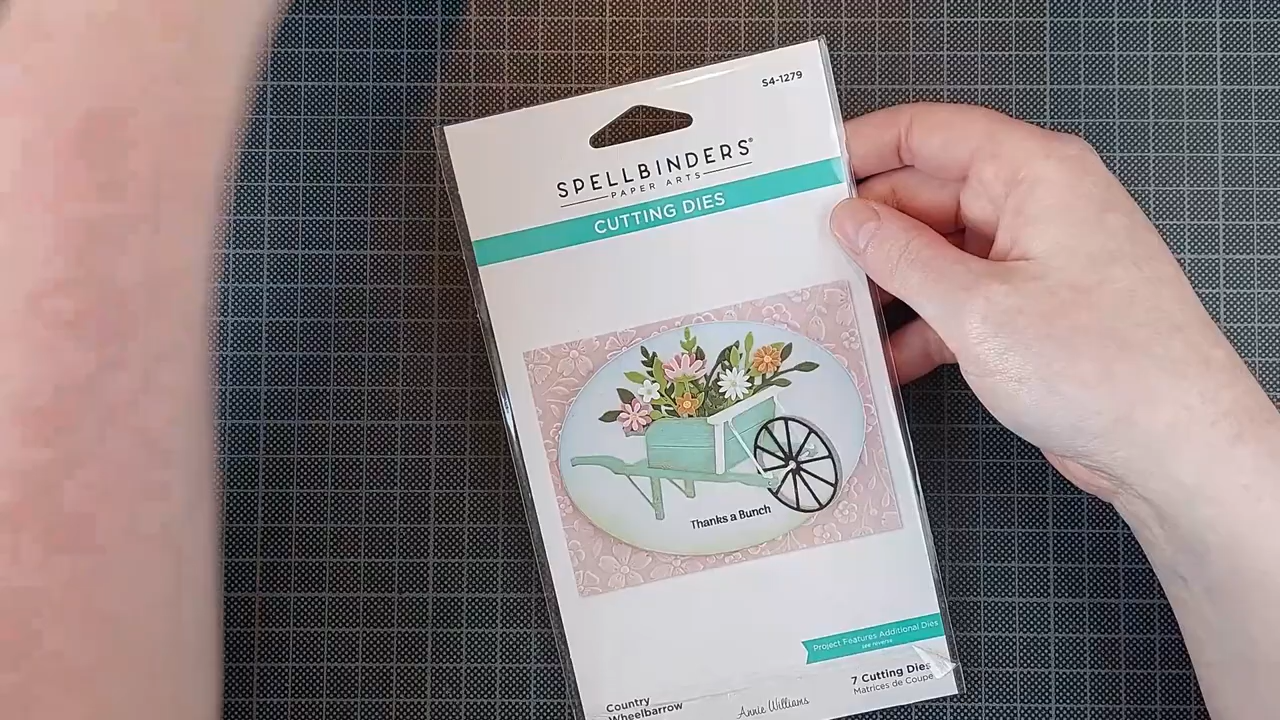 S4-1279
SPELLBINDERS®
PAPER ARTS
CUTTING DIES
Thanks a Bunch
Project Features Additional Dies
see reverse
7 Cutting Dies
Matrices de Coupe
Country
Wheelbarrow
Annie Williams